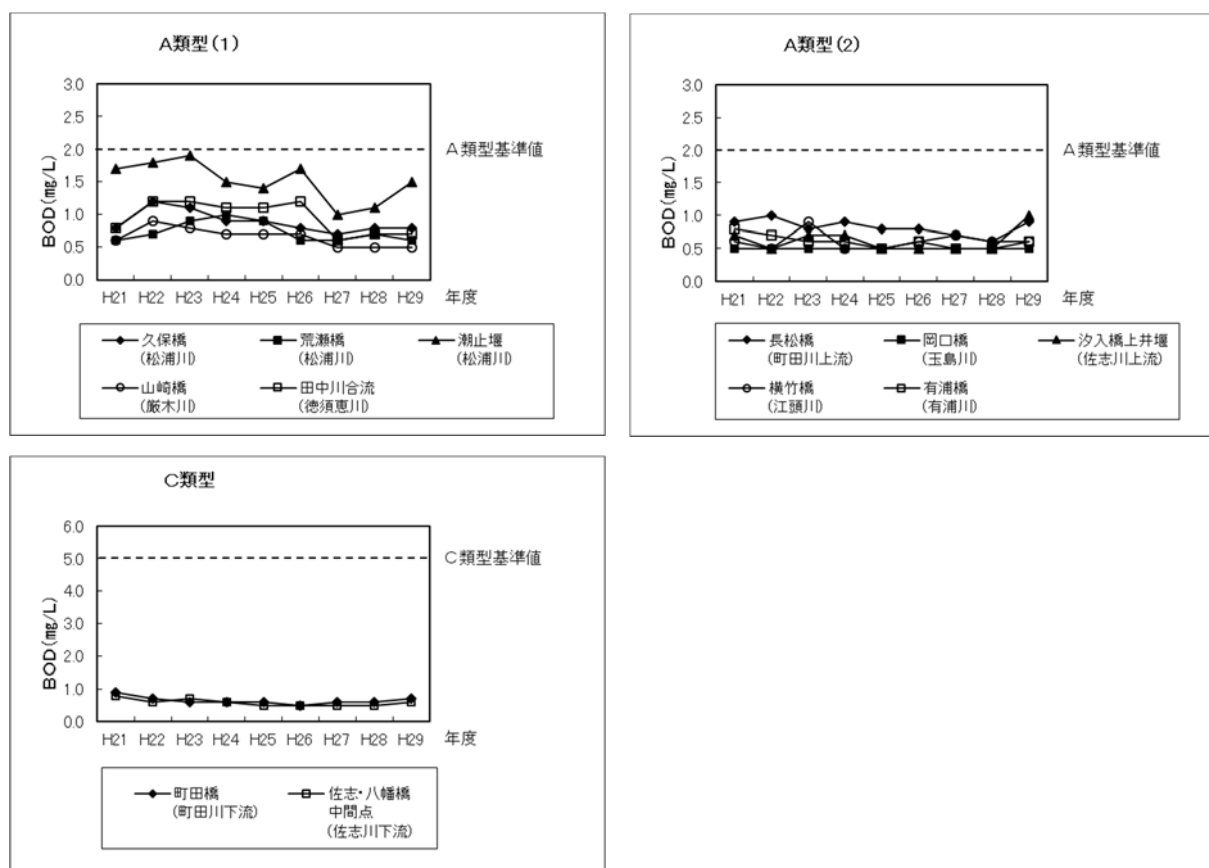 A類型(1)
3.0
2.5
2.0
1.5
1.0
0.5
0.0
BOD(㎎/L)
A類型基準値
H21 H22 H23 H24 H25 H26 H27 H28 H29 年度
久保橋 荒瀬橋 潮止堰
(松浦川) (松浦川) (松浦川)
山崎橋 田中川合流
(厳木川) (徳須恵川)
A類型(2)
3.0
2.5
2.0
1.5
1.0
0.5
0.0
BOD(㎎/L)
A類型基準値
H21 H22 H23 H24 H25 H26 H27 H28 H29 年度
長松橋 岡口橋 汐入橋上井堰
(町田川上流) (玉島川) (佐志川上流)
横竹橋 有浦橋
(江頭川) (有浦川)
C類型
6.0
5.0
4.0
3.0
2.0
1.0
0.0
BOD(㎎/L)
C類型基準値
H21 H22 H23 H24 H25 H26 H27 H28 H29 年度
町田橋 佐志・八幡橋
(町田川下流) 中間点
(佐志川下流)